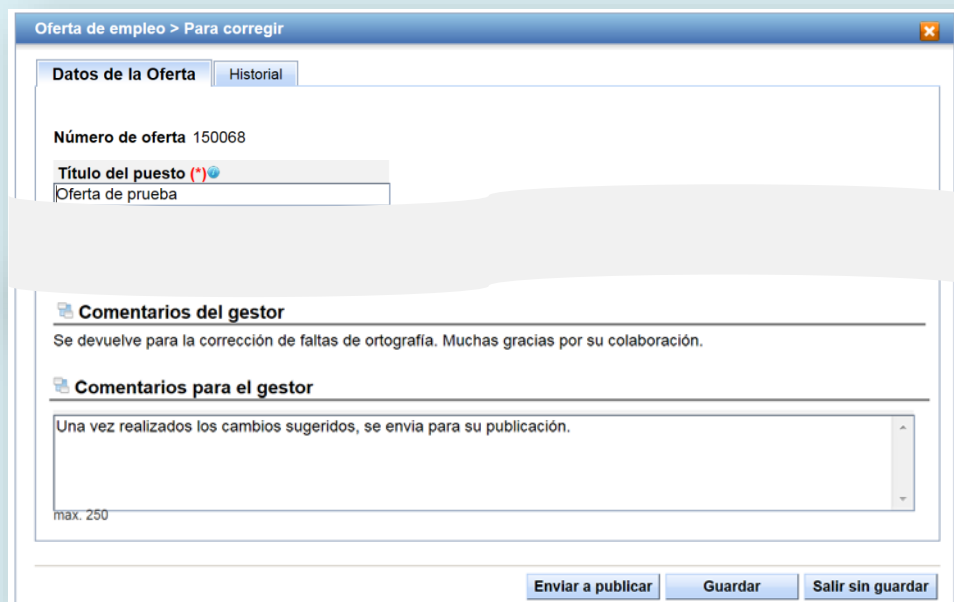 Oferta de empleo > Para corregir
Datos de la Oferta
Historial
Número de oferta 150068
Título del puesto (*)
Oferta de prueba
Comentarios del gestor
Se devuelve para la corrección de faltas de ortografía. Muchas gracias por su colaboración.
Comentarios para el gestor
Una vez realizados los cambios sugeridos, se envia para su publicación.
max. 250
Enviar a publicar
Guardar
Salir sin guardar